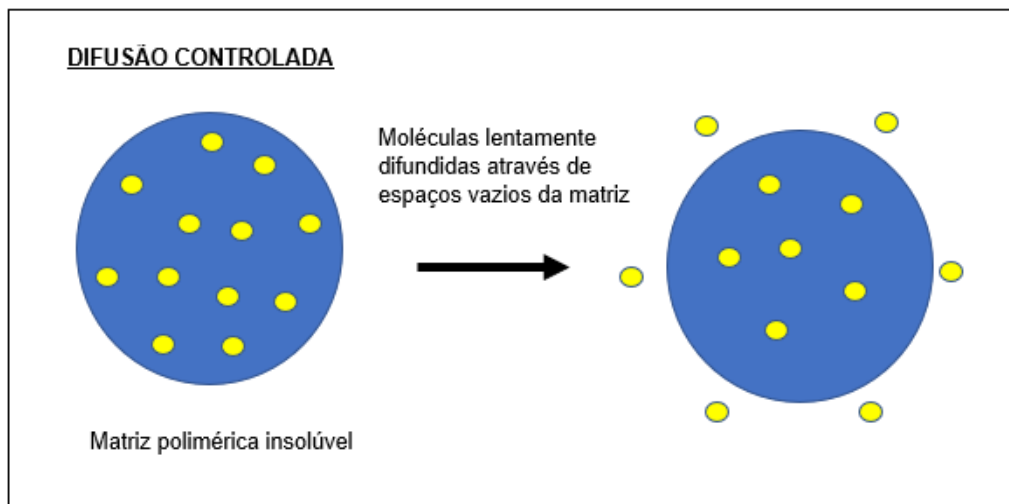 DIFUSÃO CONTROLADA
Moléculas lentamente
difundidas através de
espaços vazios da matriz
Matriz polimérica insolúvel